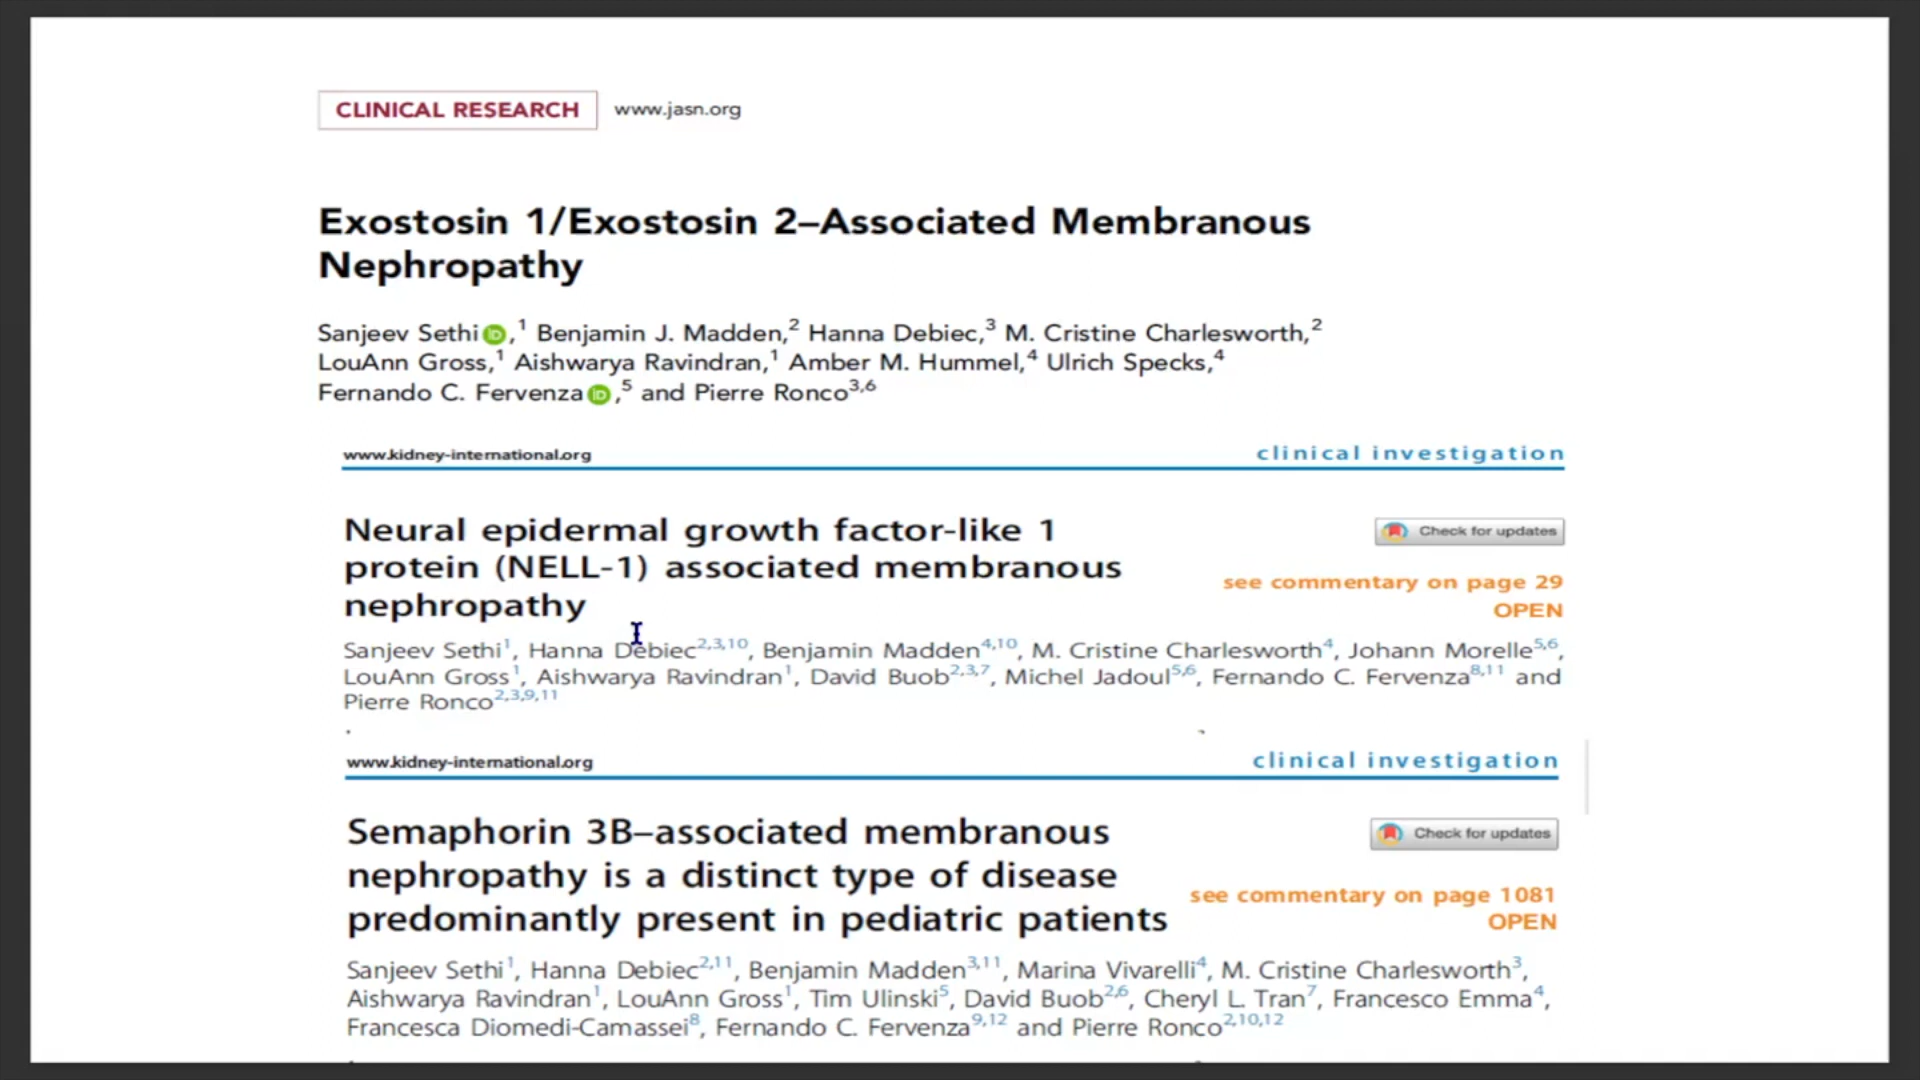 CLINICAL RESEARCH www.jasn.org
Exostosin 1/Exostosin 2–Associated Membranous
Nephropathy
Sanjeev Sethi iD,1 Benjamin J. Madden,2 Hanna Debiec,3 M. Cristine Charlesworth,2
LouAnn Gross,1 Aishwarya Ravindran,1 Amber M. Hummel,4 Ulrich Specks,4
Fernando C. Fervenza iD,5 and Pierre Ronco3,6
www.kidney-international.org clinical investigation
Neural epidermal growth factor-like 1
protein (NELL-1) associated membranous
nephropathy
Check for updates
see commentary on page 29
OPEN
Sanjeev Sethi1, Hanna Debiec2,3,10, Benjamin Madden4,10, M. Cristine Charlesworth4, Johann Morelle5,6,
LouAnn Gross1, Aishwarya Ravindran1, David Buob2,3,7, Michel Jadoul5,6, Fernando C. Fervenza8,11 and
Pierre Ronco2,3,9,11
www.kidney-international.org clinical investigation
Semaphorin 3B–associated membranous
nephropathy is a distinct type of disease
predominantly present in pediatric patients
Check for updates
see commentary on page 1081
OPEN
Sanjeev Sethi1, Hanna Debiec2,11, Benjamin Madden3,11, Marina Vivarelli4, M. Cristine Charlesworth3,
Aishwarya Ravindran1, LouAnn Gross1, Tim Ulinski5, David Buob2,6, Cheryl L. Tran7, Francesco Emma4,
Francesca Diomedi-Camassei8, Fernando C. Fervenza9,12 and Pierre Ronco2,10,12